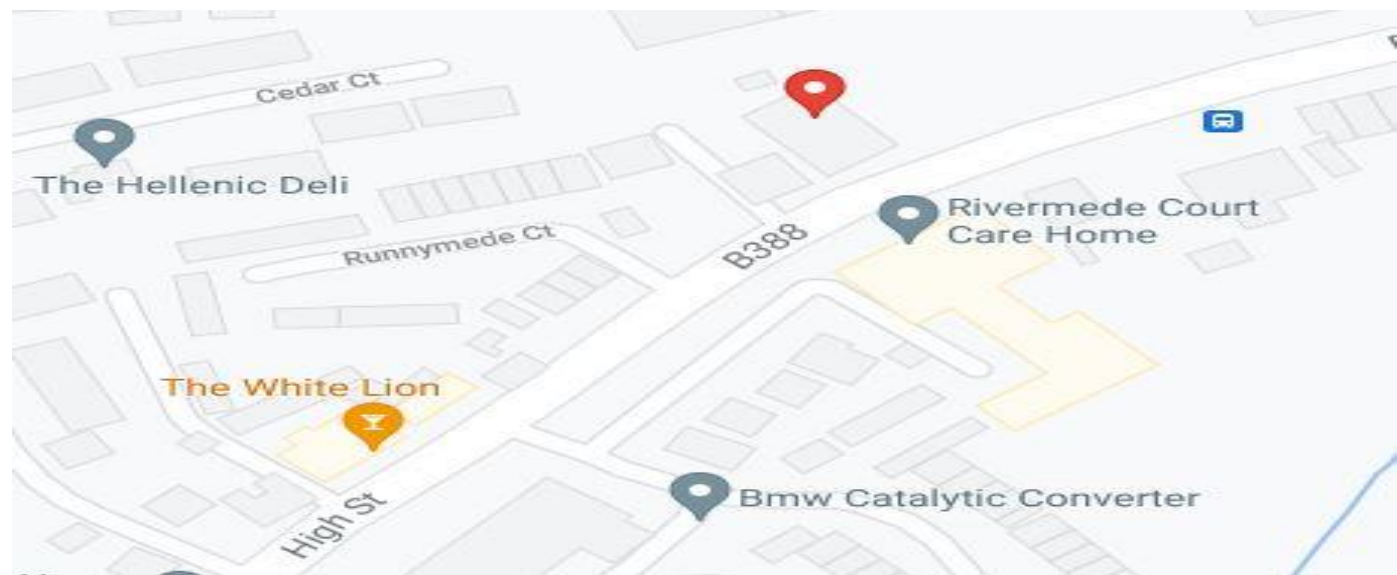 Cedar Ct
The Hellenic Deli
Rivermede Court
Care Home
Runnymede Ct
B388
The White Lion
Bmw Catalytic Converter
High St